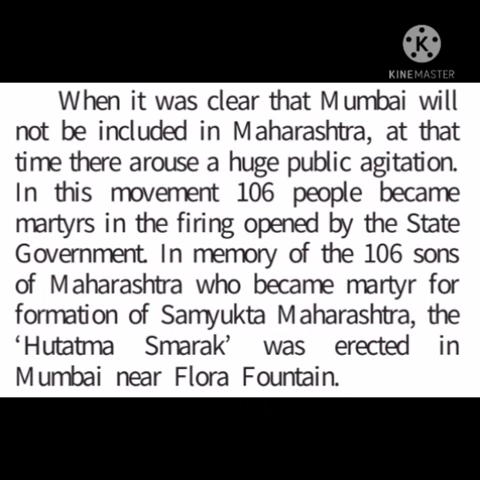 K
KINEMASTER
When it was clear that Mumbai will
not be included in Maharashtra, at that
time there arouse a huge public agitation.
In this movement 106 people became
martyrs in the firing opened by the State
Government. In memory of the 106 sons
of Maharashtra who became martyr for
formation of Samyukta Maharashtra, the
‘Hutatma Smarak’ was erected in
Mumbai near Flora Fountain.